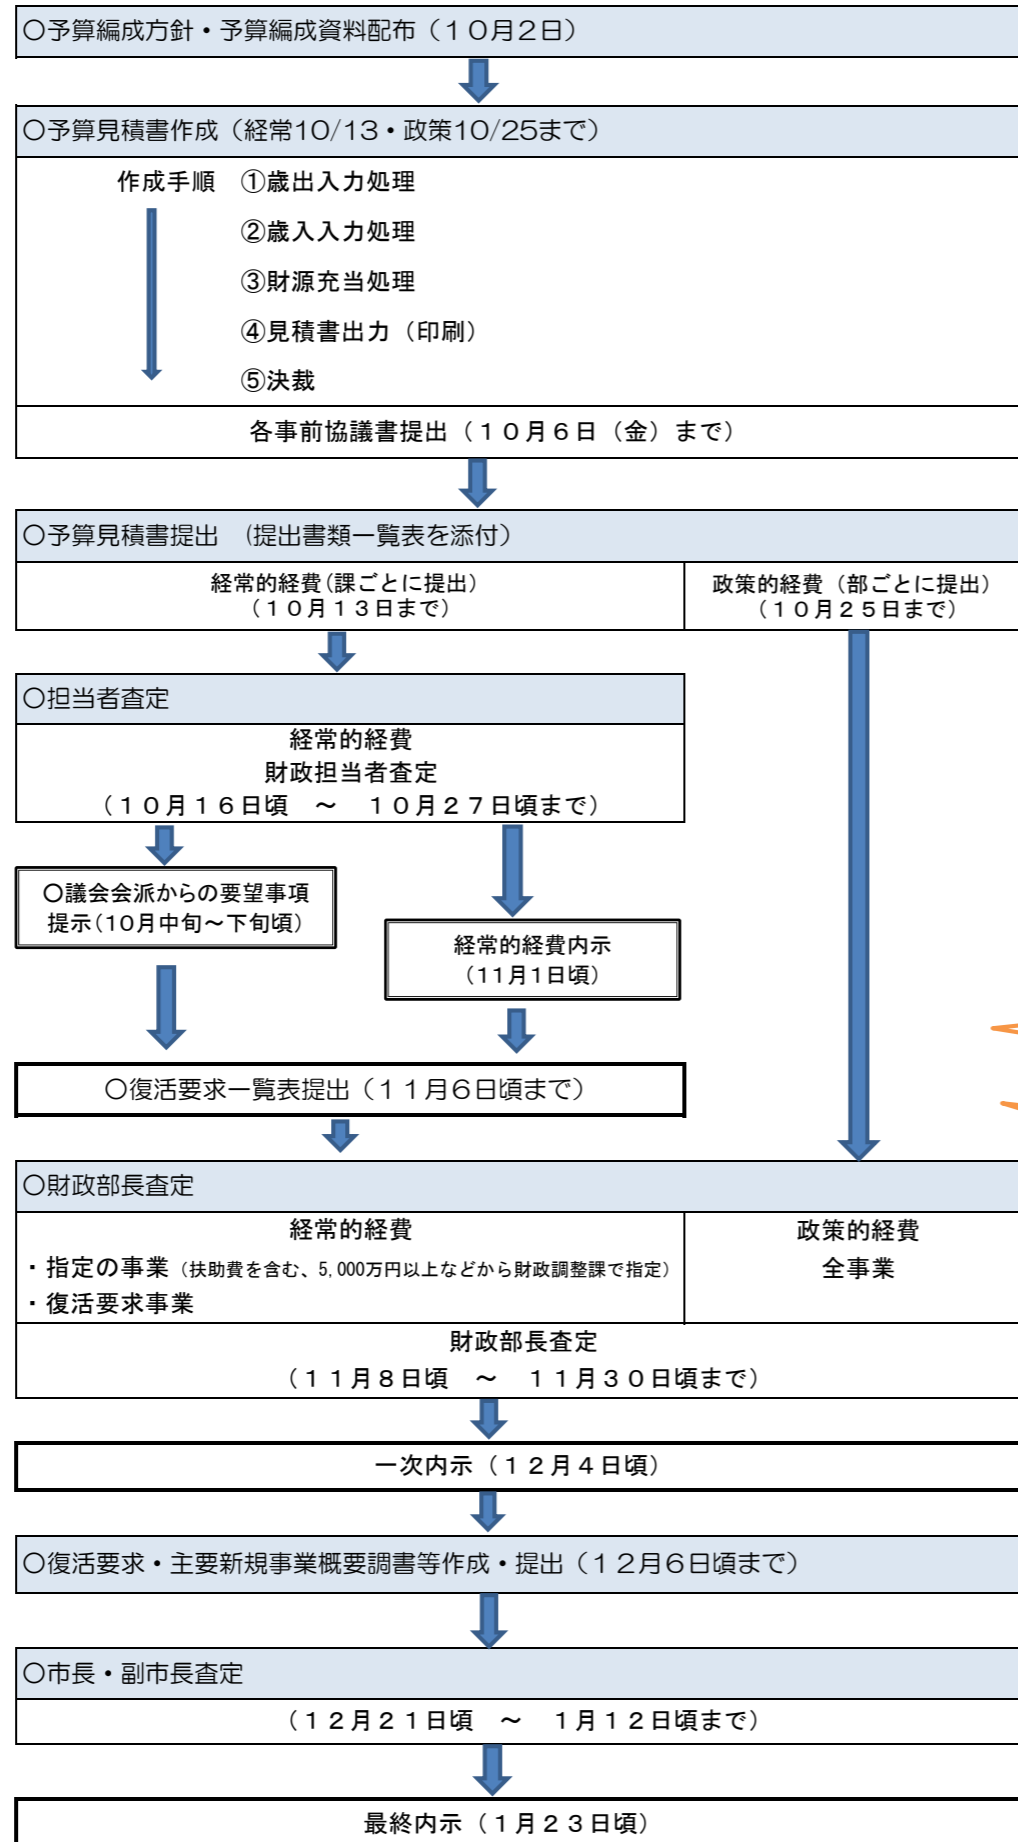 〇予算編成方針・予算編成資料配布（１０月２日）
〇予算見積書作成（経常10/13・政策10/25まで）
作成手順　①歳出入力処理
②歳入入力処理
③財源充当処理
④見積書出力（印刷）
⑤決裁
各事前協議書提出（１０月６日（金）まで）
〇予算見積書提出　（提出書類一覧表を添付）
経常的経費(課ごとに提出)
（１０月１３日まで）
政策的経費（部ごとに提出）
（１０月２５日まで）
〇担当者査定
経常的経費
財政担当者査定
（１０月１６日頃　～　１０月２７日頃まで）
〇議会会派からの要望事項
提示(10月中旬～下旬頃)
経常的経費内示
（11月1日頃）
〇復活要求一覧表提出（１１月６日頃まで）
〇財政部長査定
経常的経費
・指定の事業（扶助費を含む、5,000万円以上などから財政調整課で指定）
・復活要求事業
政策的経費
全事業
財政部長査定
（１１月８日頃　～　１１月３０日頃まで）
一次内示（１２月４日頃）
〇復活要求・主要新規事業概要調書等作成・提出（１２月６日頃まで）
〇市長・副市長査定
（１２月２１日頃　～　１月１２日頃まで）
最終内示（１月２３日頃）